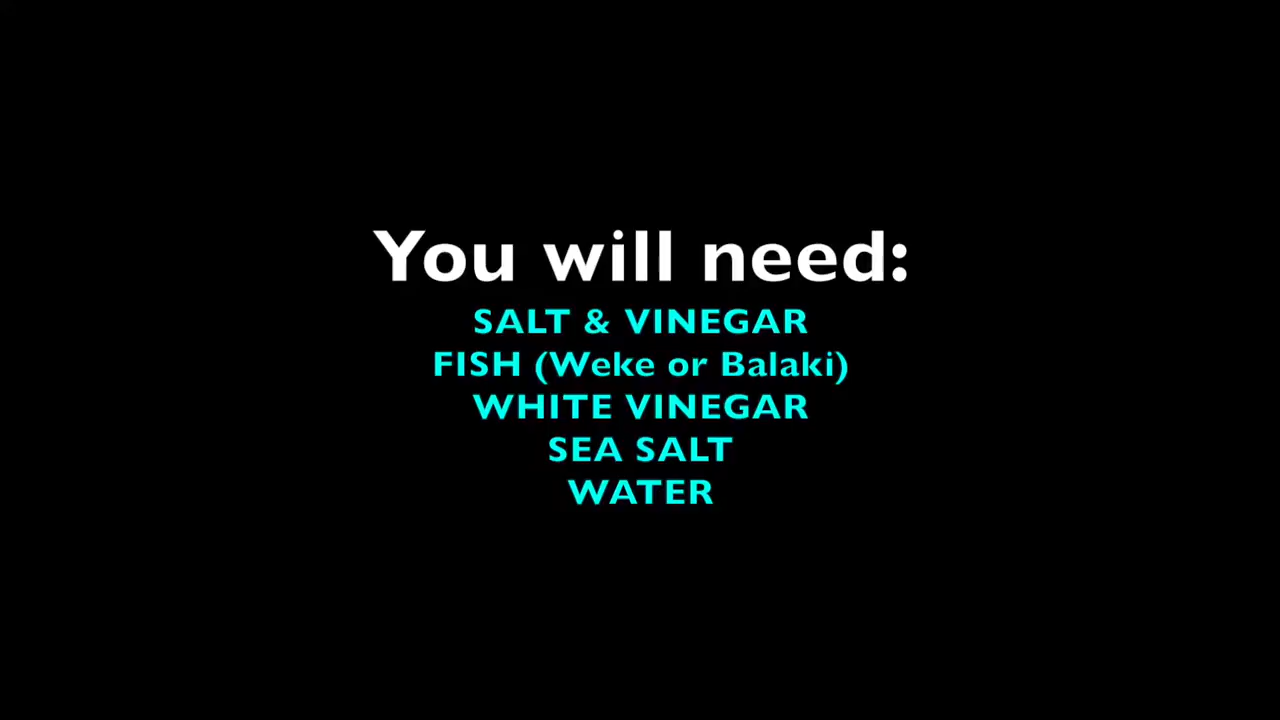 You will need:
SALT & VINEGAR
FISH (Weke or Balaki)
WHITE VINEGAR
SEA SALT
WATER